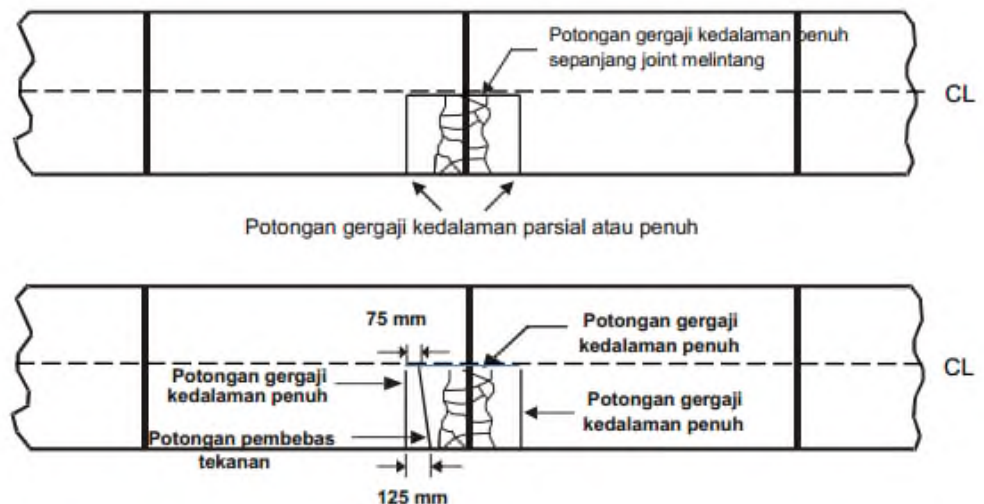 Potongan gergaji kedalaman penuh
sepanjang joint melintang
CL
Potongan gergaji kedalaman parsial atau penuh
75 mm
Potongan gergaji
kedalaman penuh
CL
Potongan gergaji
kedalaman penuh
Potongan gergaji
kedalaman penuh
Potongan pembebas
tekanan
125 mm